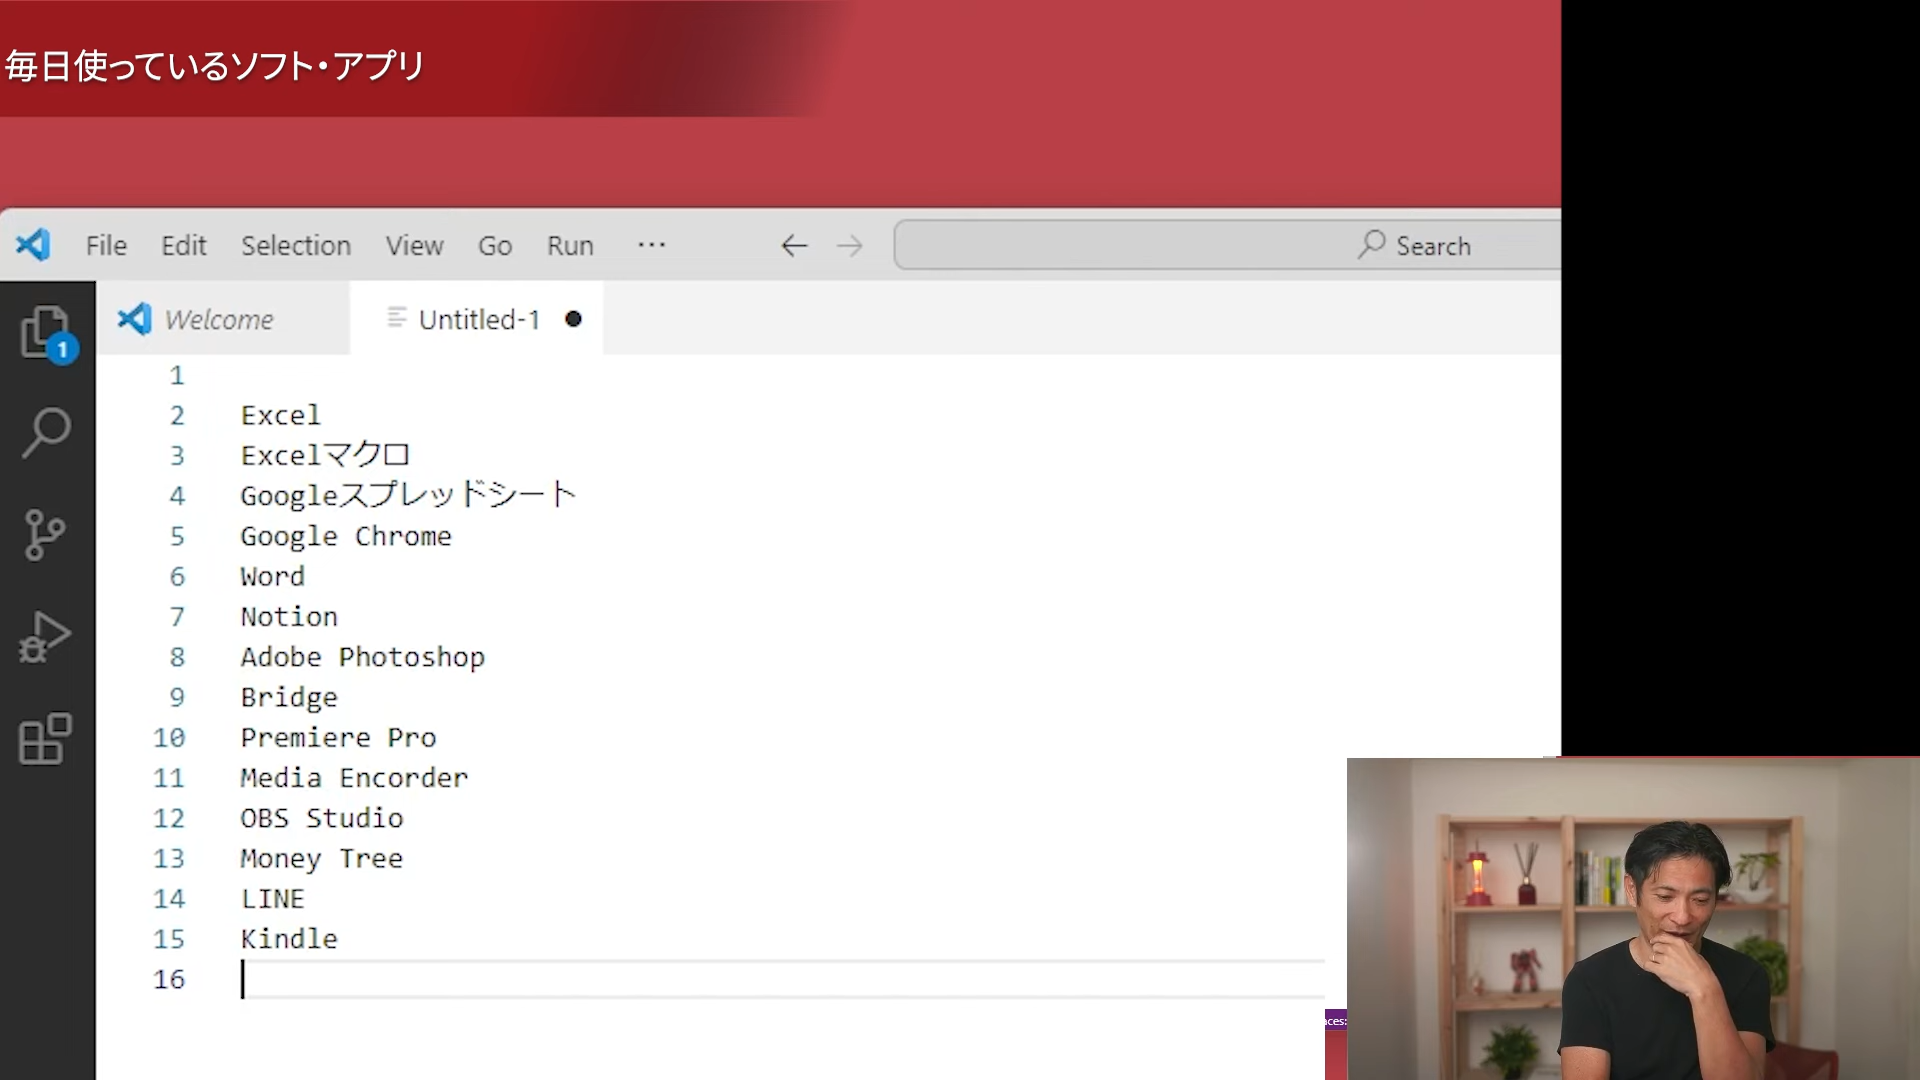 毎日使っているソフト・アプリ
File Edit Selection View Go Run ··· ← → Search
Welcome Untitled-1 ●
1
1
2 Excel
3 Excelマクロ
4 Googleスプレッドシート
5 Google Chrome
6 Word
7 Notion
8 Adobe Photoshop
9 Bridge
10 Premiere Pro
11 Media Encorder
12 OBS Studio
13 Money Tree
14 LINE
15 Kindle
16
aces: